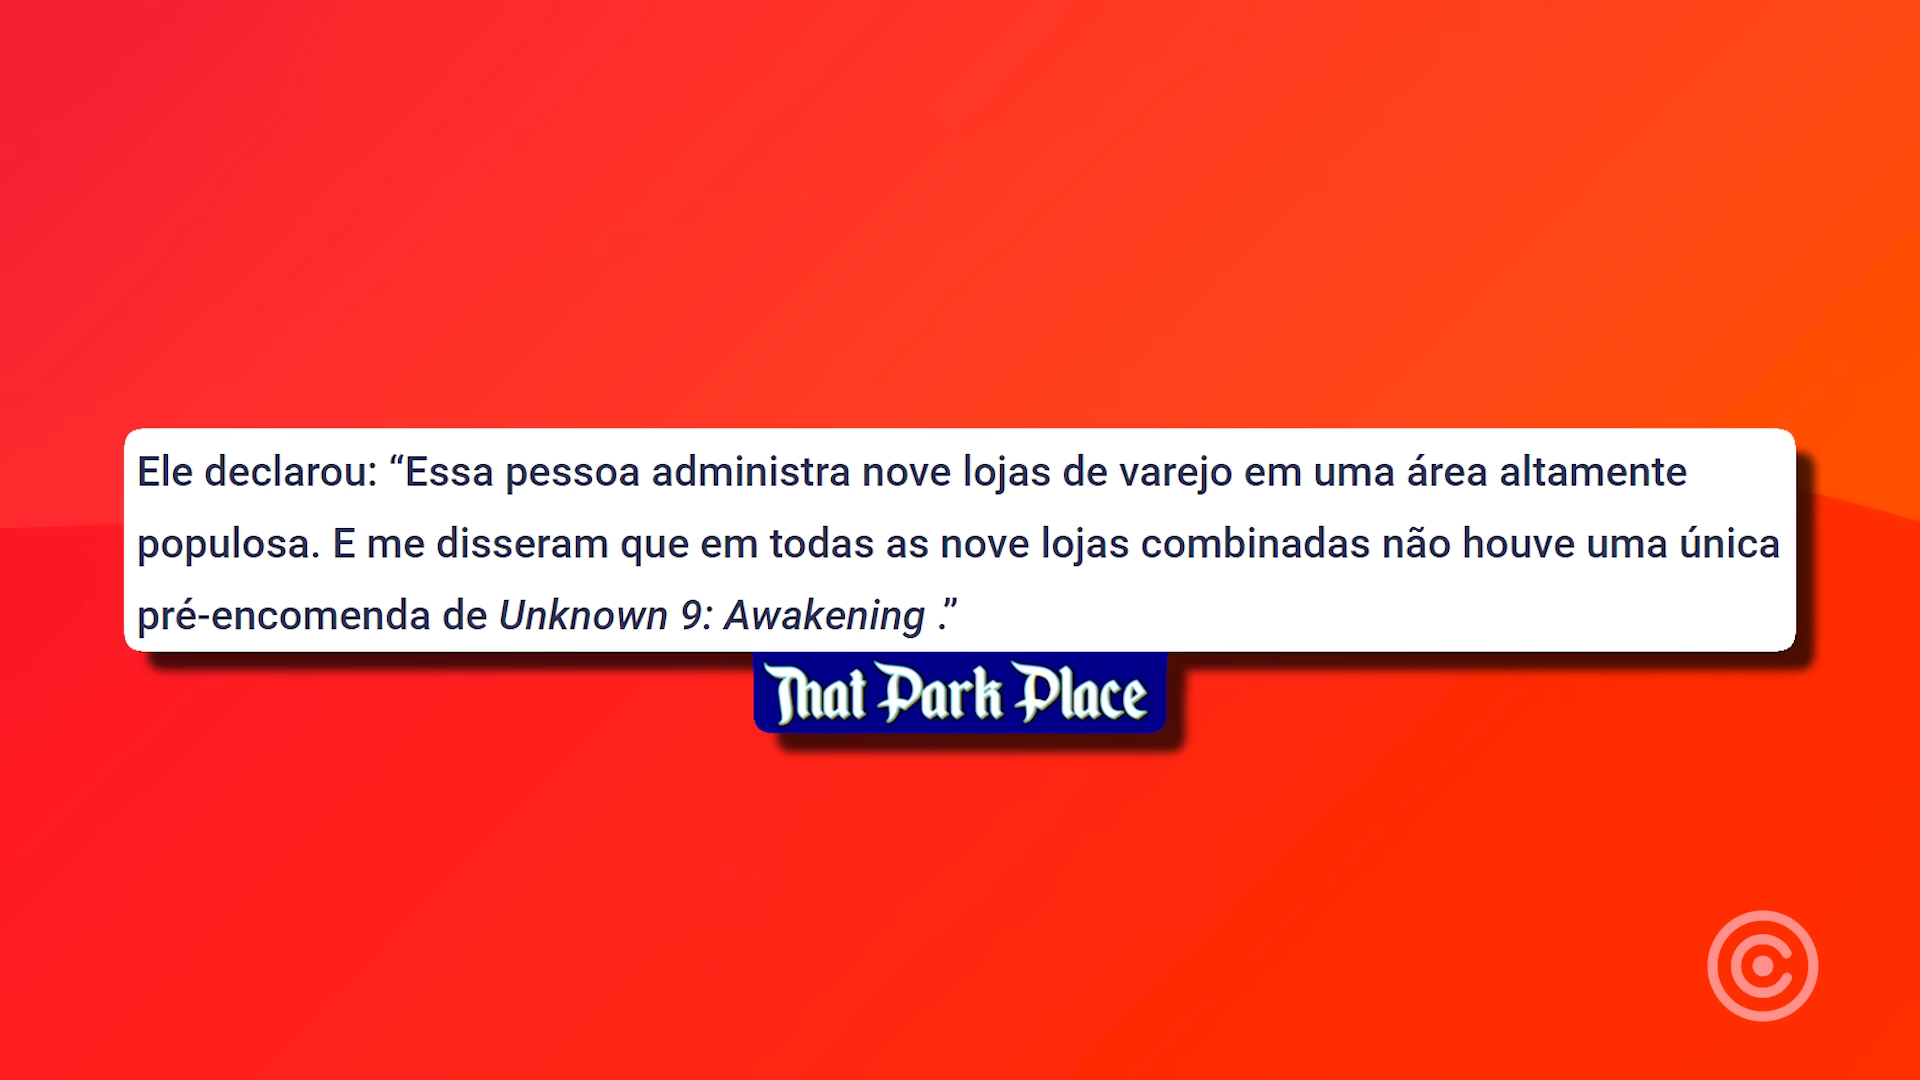 Ele declarou: “Essa pessoa administra nove lojas de varejo em uma área altamente
populosa. E me disseram que em todas as nove lojas combinadas não houve uma única
pré-encomenda de Unknown 9: Awakening .”
That Park Place